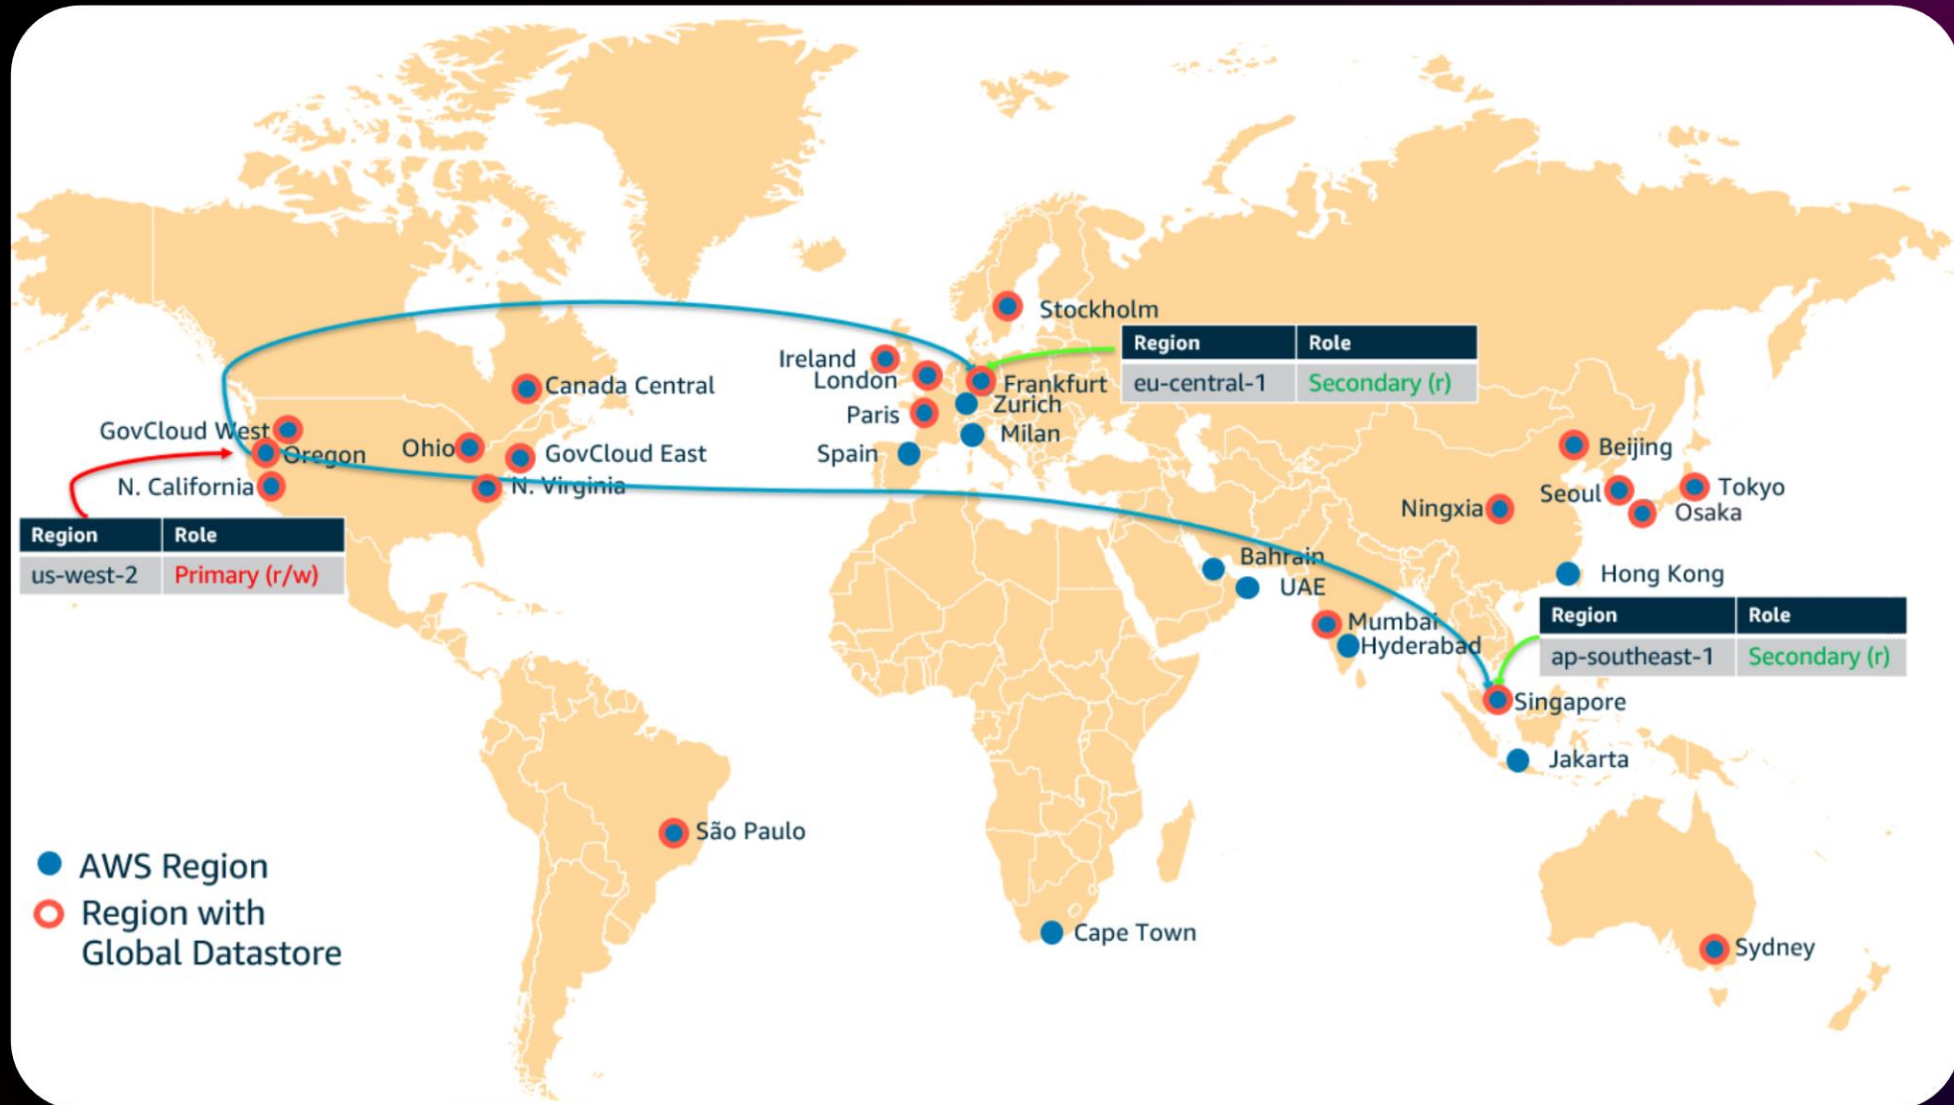 Stockholm
Region Role
eu-central-1 Secondary (r)
Ireland
London
Frankfurt
Paris
Zurich
Milan
Spain
Canada Central
GovCloud West
Oregon
Ohio
GovCloud East
N. California
N. Virginia
Region Role
us-west-2 Primary (r/w)
Beijing
Seoul
Tokyo
Ningxia
Osaka
Bahrain
UAE
Hong Kong
Mumbai
Hyderabad
Region Role
ap-southeast-1 Secondary (r)
Singapore
Jakarta
São Paulo
AWS Region
Region with
Global Datastore
Cape Town
Sydney